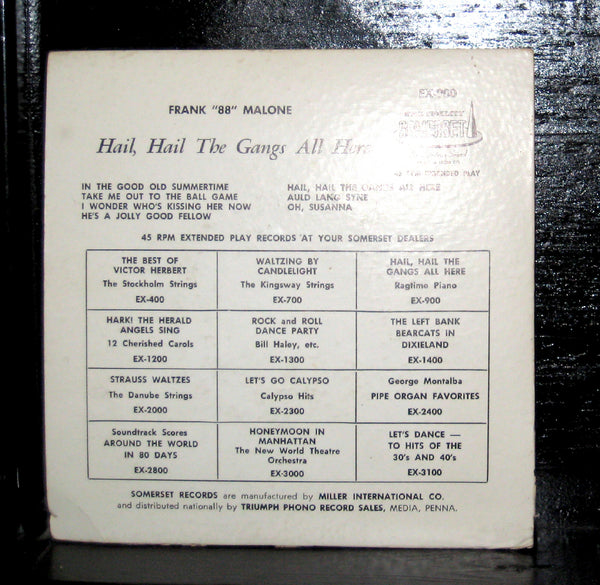 EX-900
FRANK "88" MALONE
SOMERSET
Hail, Hail The Gangs All Here
45 RPM EXTENDED PLAY
IN THE GOOD OLD SUMMERTIME
TAKE ME OUT TO THE BALL GAME
I WONDER WHO'S KISSING HER NOW
HE'S A JOLLY GOOD FELLOW
HAIL, HAIL THE GANGS ALL HERE
AULD LANG SYNE
OH, SUSANNA
45 RPM EXTENDED PLAY RECORDS AT YOUR SOMERSET DEALERS
THE BEST OF
VICTOR HERBERT
The Stockholm Strings
EX-400
WALTZING BY
CANDLELIGHT
The Kingsway Strings
EX-700
HAIL, HAIL THE
GANGS ALL HERE
Ragtime Piano
EX-900
HARK! THE HERALD
ANGELS SING
12 Cherished Carols
EX-1200
ROCK and ROLL
DANCE PARTY
Bill Haley, etc.
EX-1300
THE LEFT BANK
BEARCATS IN
DIXIELAND
EX-1400
STRAUSS WALTZES
The Danube Strings
EX-2000
LET'S GO CALYPSO
Calypso Hits
EX-2300
George Montalba
PIPE ORGAN FAVORITES
EX-2400
Soundtrack Scores
AROUND THE WORLD
IN 80 DAYS
EX-2800
HONEYMOON IN
MANHATTAN
The New World Theatre
Orchestra
EX-3000
LET'S DANCE —
TO HITS OF THE
30's AND 40's
EX-3100
SOMERSET RECORDS are manufactured by MILLER INTERNATIONAL CO.
and distributed nationally by TRIUMPH PHONO RECORD SALES, MEDIA, PENNA.